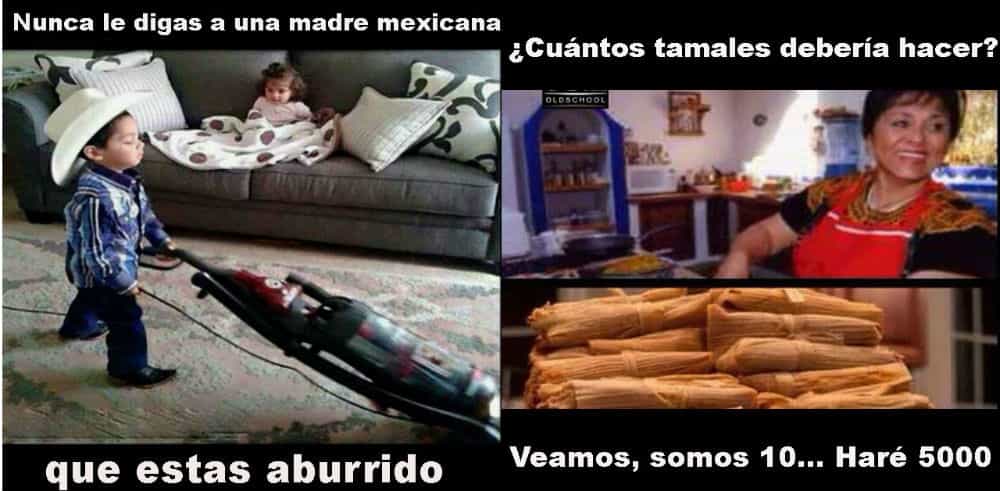 Nunca le digas a una madre mexicana
que estas aburrido
¿Cuántos tamales debería hacer?
OLDSCHOOL
Veamos, somos 10... Haré 5000